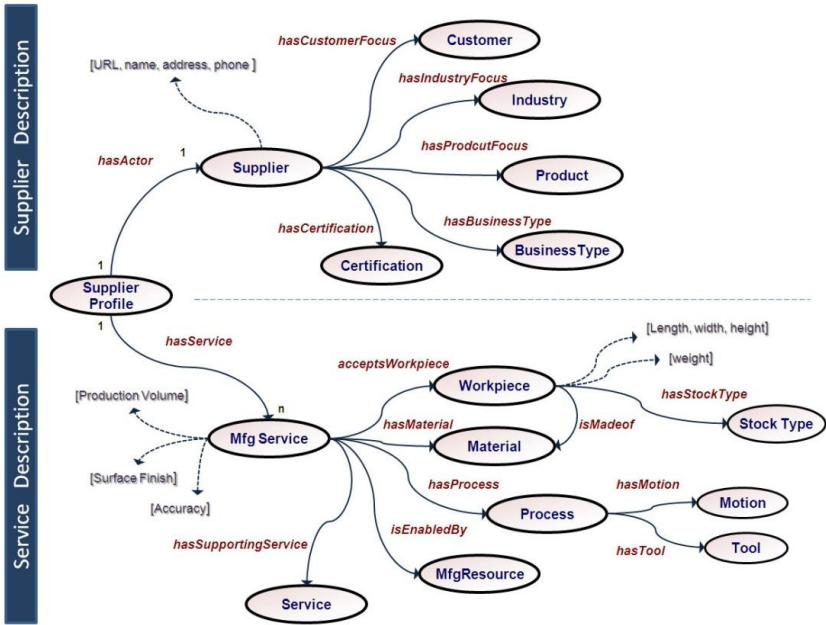 Supplier Description
hasCustomerFocus
Customer
[URL, name, address, phone ]
hasIndustryFocus
Industry
hasActor
1
Supplier
hasProdcutFocus
Product
hasCertification
hasBusinessType
Certification
BusinessType
1
Supplier
Profile
1
Service Description
hasService
[Length, width, height]
[weight]
acceptsWorkpiece
Workpiece
hasStockType
Stock Type
[Production Volume]
n
Mfg Service
hasMaterial
Material
isMadeof
[Surface Finish]
[Accuracy]
hasProcess
Process
hasMotion
Motion
hasTool
Tool
hasSupportingService
isEnabledBy
MfgResource
Service